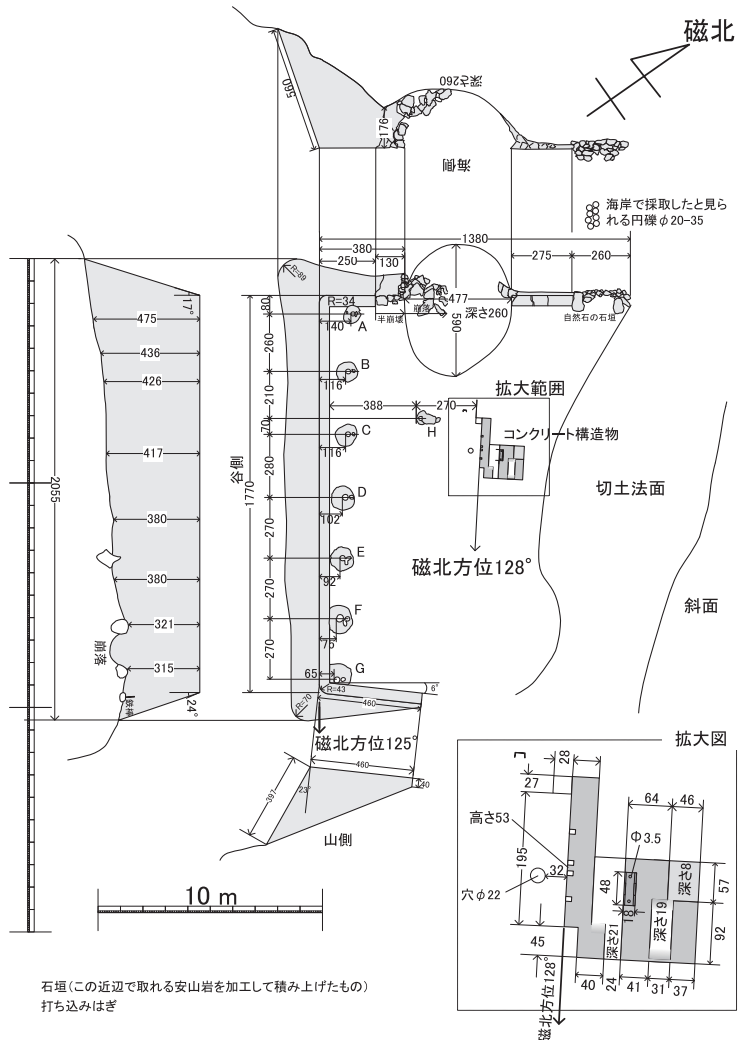 磁北
560
176
深さ260
海側
海岸で採取したと見ら
れる円礫φ20-35
1380
380
250
130
275
260
R=89
17°
475
436
426
417
380
380
321
315
崩落
鉄棒
24°
2055
谷側
1770
80
260
210
70
280
270
270
270
R=34
140
A
半崩壊
崩落
477
深さ260
590
自然石の石垣
B
116
388
270
H
C
116
D
102
E
92
F
75
G
65
R=43
R=70
6°
460
磁北方位125°
460
40
397
23°
山側
拡大範囲
コンクリート構造物
磁北方位128°
切土法面
斜面
10 m
拡大図
28
27
高さ53
195
32
穴φ22
45
64
46
Φ3.5
48
18
深さ8
57
深さ19
深さ21
92
40
24
41
31
37
磁北方位128°
石垣(この近辺で取れる安山岩を加工して積み上げたもの)
打ち込みはぎ